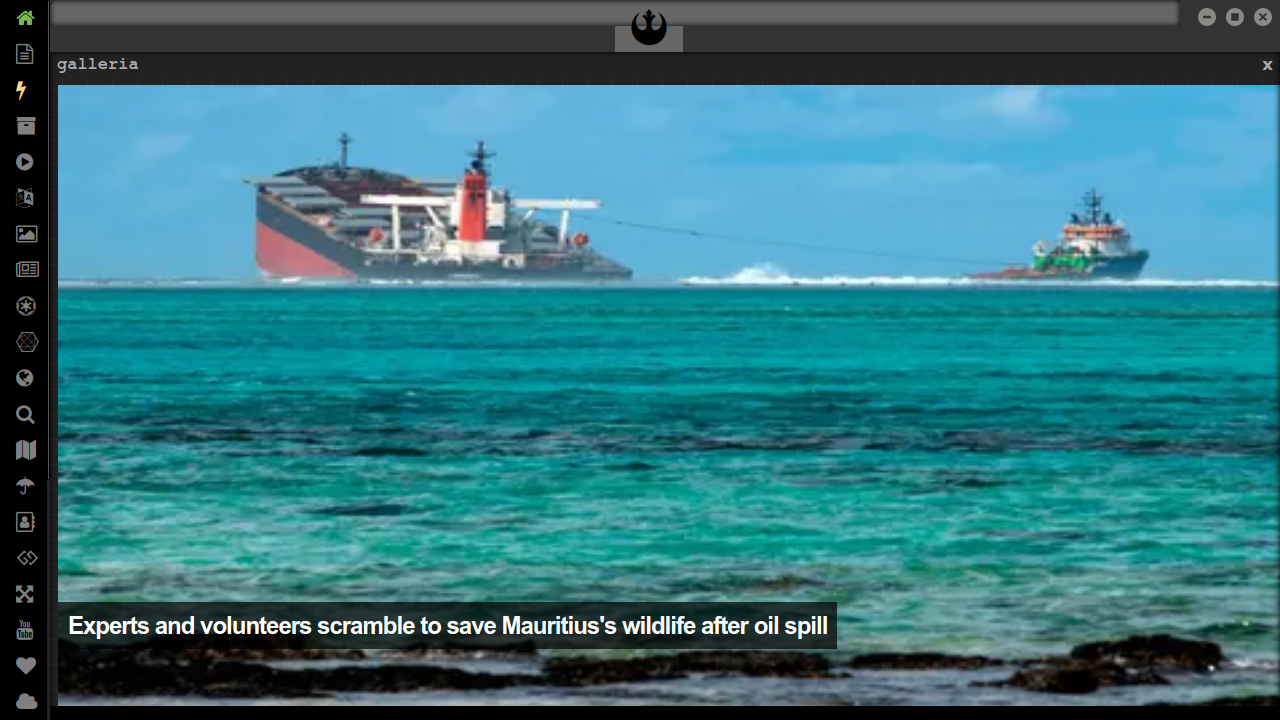 galleria
x
Experts and volunteers scramble to save Mauritius's wildlife after oil spill
You
Tube